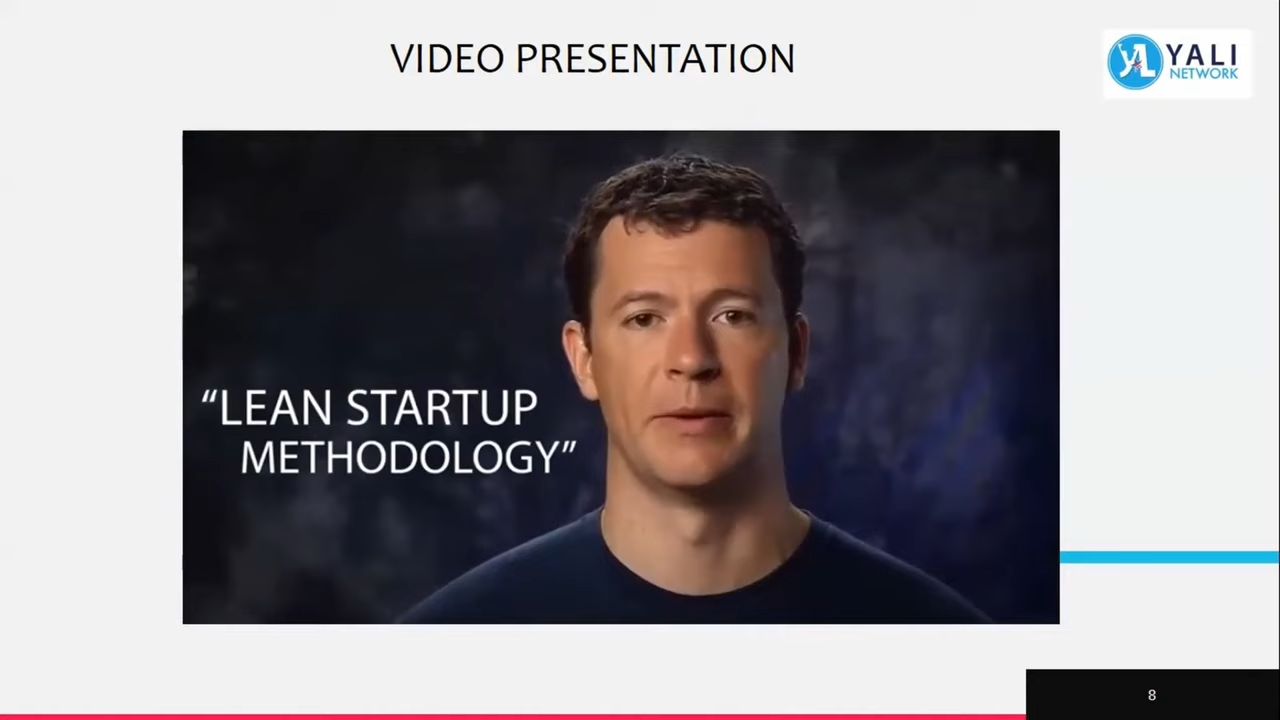 VIDEO PRESENTATION
YALI
NETWORK
“LEAN STARTUP
METHODOLOGY”
8